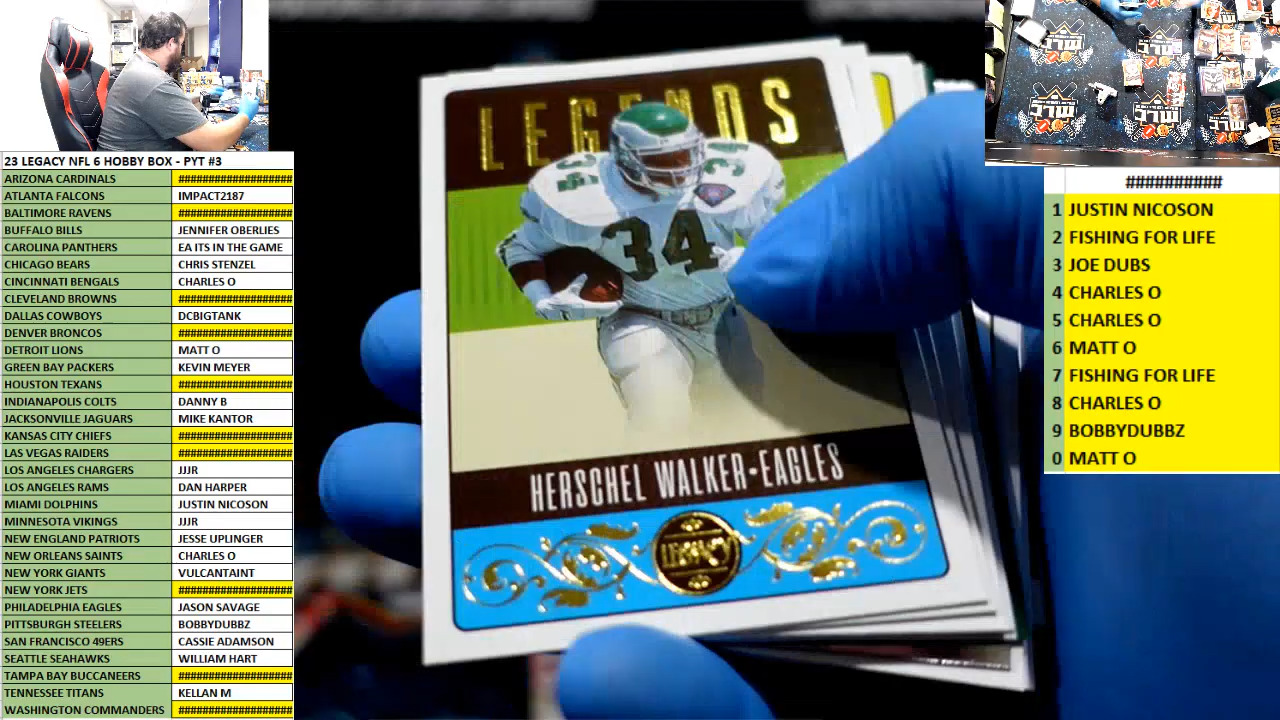 23 LEGACY NFL 6 HOBBY BOX - PYT #3
ARIZONA CARDINALS ###################
ATLANTA FALCONS IMPACT2187
BALTIMORE RAVENS ###################
BUFFALO BILLS JENNIFER OBERLIES
CAROLINA PANTHERS EA ITS IN THE GAME
CHICAGO BEARS CHRIS STENZEL
CINCINNATI BENGALS CHARLES O
CLEVELAND BROWNS ###################
DALLAS COWBOYS DCBIGTANK
DENVER BRONCOS ###################
DETROIT LIONS MATT O
GREEN BAY PACKERS KEVIN MEYER
HOUSTON TEXANS ###################
INDIANAPOLIS COLTS DANNY B
JACKSONVILLE JAGUARS MIKE KANTOR
KANSAS CITY CHIEFS ###################
LAS VEGAS RAIDERS ###################
LOS ANGELES CHARGERS JJJR
LOS ANGELES RAMS DAN HARPER
MIAMI DOLPHINS JUSTIN NICOSON
MINNESOTA VIKINGS JJJR
NEW ENGLAND PATRIOTS JESSE UPLINGER
NEW ORLEANS SAINTS CHARLES O
NEW YORK GIANTS VULCANTAINT
NEW YORK JETS ###################
PHILADELPHIA EAGLES JASON SAVAGE
PITTSBURGH STEELERS BOBBYDUBBZ
SAN FRANCISCO 49ERS CASSIE ADAMSON
SEATTLE SEAHAWKS WILLIAM HART
TAMPA BAY BUCCANEERS ###################
TENNESSEE TITANS KELLAN M
WASHINGTON COMMANDERS ###################
LEGENDS
34 34
34
HERSCHEL WALKER•EAGLES
LEGACY
##########
1 JUSTIN NICOSON
2 FISHING FOR LIFE
3 JOE DUBS
4 CHARLES O
5 CHARLES O
6 MATT O
7 FISHING FOR LIFE
8 CHARLES O
9 BOBBYDUBBZ
0 MATT O